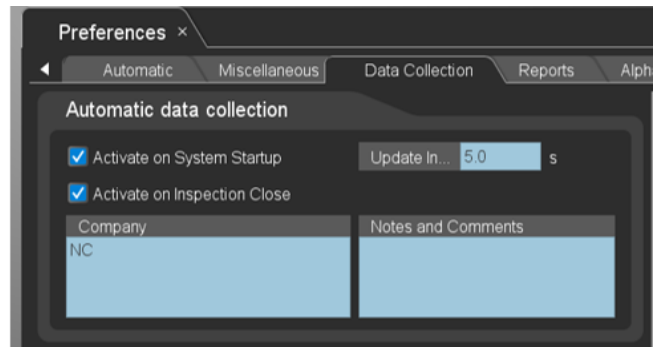 Preferences ×
Automatic Miscellaneous Data Collection Reports Alph
Automatic data collection
Activate on System Startup Update In... 5.0 s
Activate on Inspection Close
Company Notes and Comments
NC